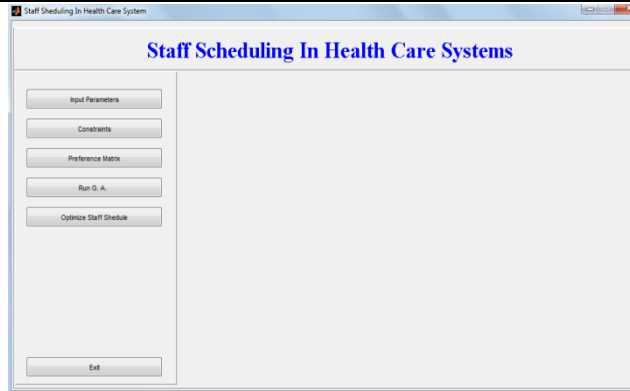 Staff Sheduling In Health Care System
Staff Scheduling In Health Care Systems
Input Parameters
Constraints
Preference Matrix
Run G. A.
Optimize Staff Shedule
Exit